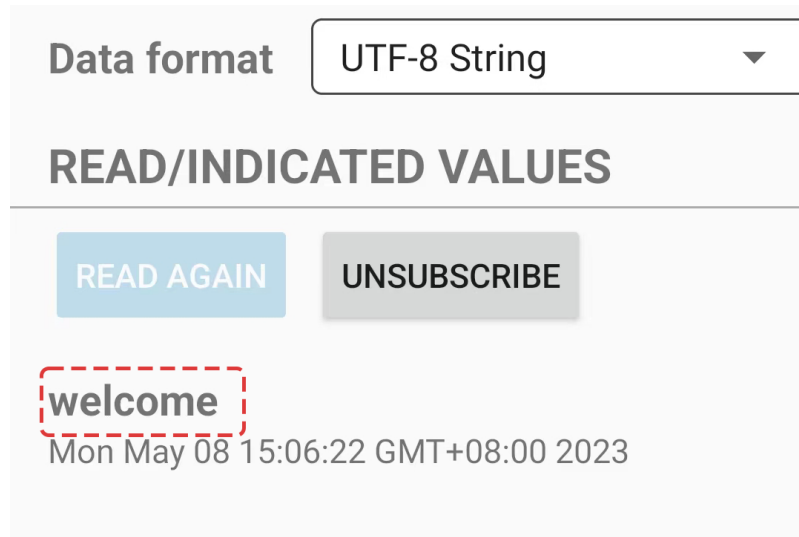 Data format UTF-8 String
READ/INDICATED VALUES
READ AGAIN UNSUBSCRIBE
welcome
Mon May 08 15:06:22 GMT+08:00 2023